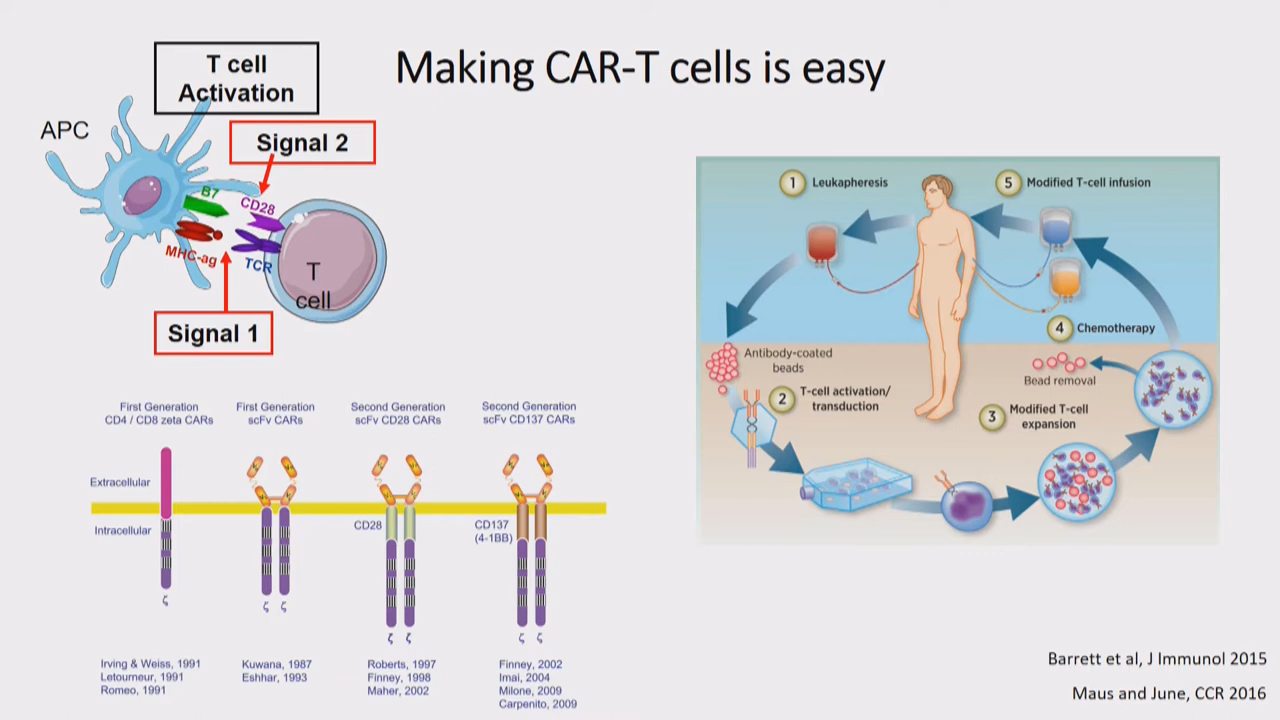 Making CAR-T cells is easy
T cell
Activation
APC
Signal 2
B7
CD28
MHC-ag
TCR
T
cell
Signal 1
First Generation
CD4 / CD8 zeta CARs
First Generation
scFv CARs
Second Generation
scFv CD28 CARs
Second Generation
scFv CD137 CARs
Extracellular
Intracellular
CD28
CD137
(4-1BB)
ζ
ζ ζ
ζ ζ
ζ ζ
Irving & Weiss, 1991
Letourneur, 1991
Romeo, 1991
Kuwana, 1987
Eshhar, 1993
Roberts, 1997
Finney, 1998
Maher, 2002
Finney, 2002
Imai, 2004
Milone, 2009
Carpenito, 2009
1 Leukapheresis
5 Modified T-cell infusion
4 Chemotherapy
Antibody-coated
beads
Bead removal
2 T-cell activation/
transduction
3 Modified T-cell
expansion
Barrett et al, J Immunol 2015
Maus and June, CCR 2016